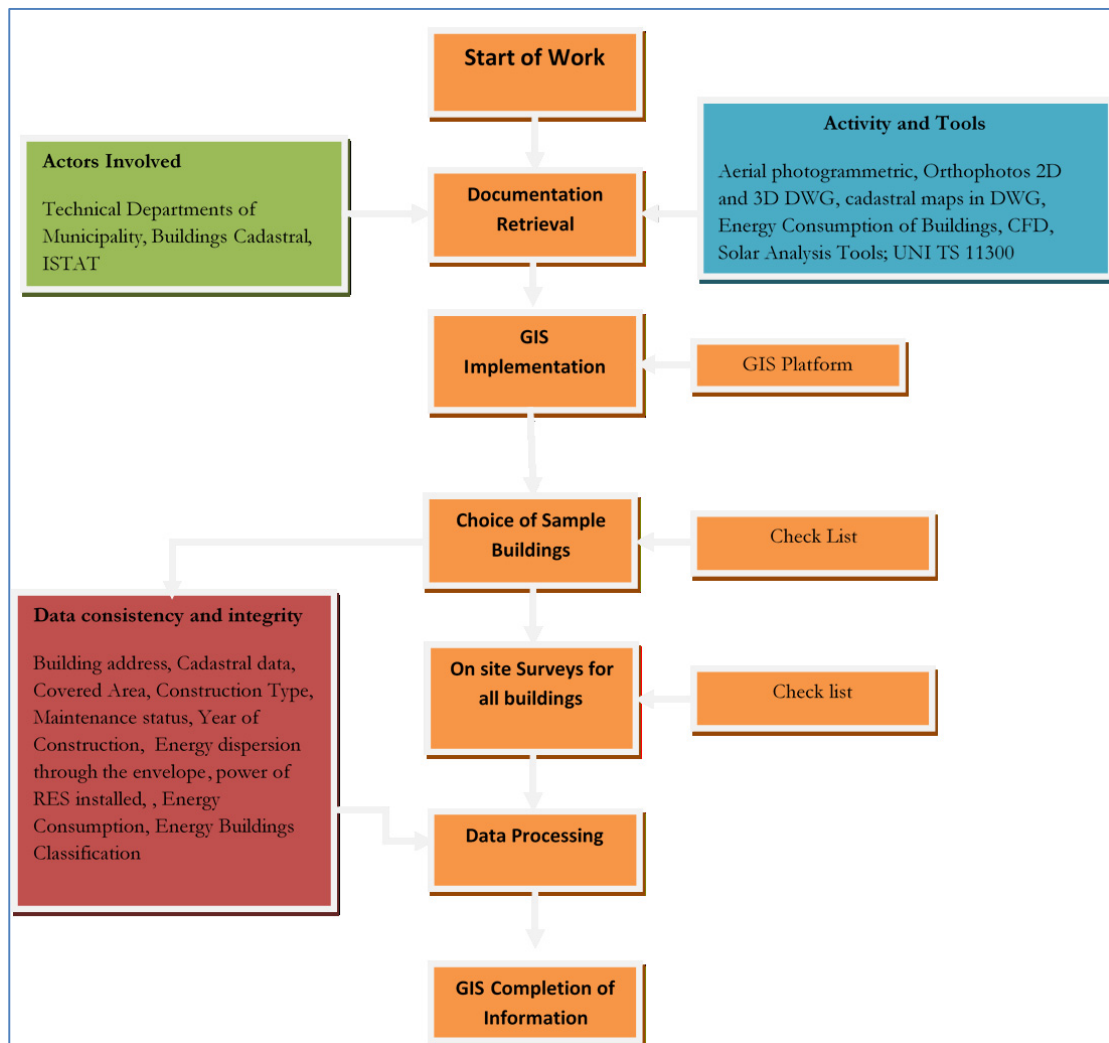 Start of Work
Actors Involved
Technical Departments of
Municipality, Buildings Cadastral,
ISTAT
Documentation
Retrieval
Activity and Tools
Aerial photogrammetric, Orthophotos 2D
and 3D DWG, cadastral maps in DWG,
Energy Consumption of Buildings, CFD,
Solar Analysis Tools; UNI TS 11300
GIS
Implementation
GIS Platform
Choice of Sample
Buildings
Check List
Data consistency and integrity
Building address, Cadastral data,
Covered Area, Construction Type,
Maintenance status, Year of
Construction, Energy dispersion
through the envelope, power of
RES installed, , Energy
Consumption, Energy Buildings
Classification
On site Surveys for
all buildings
Check list
Data Processing
GIS Completion of
Information